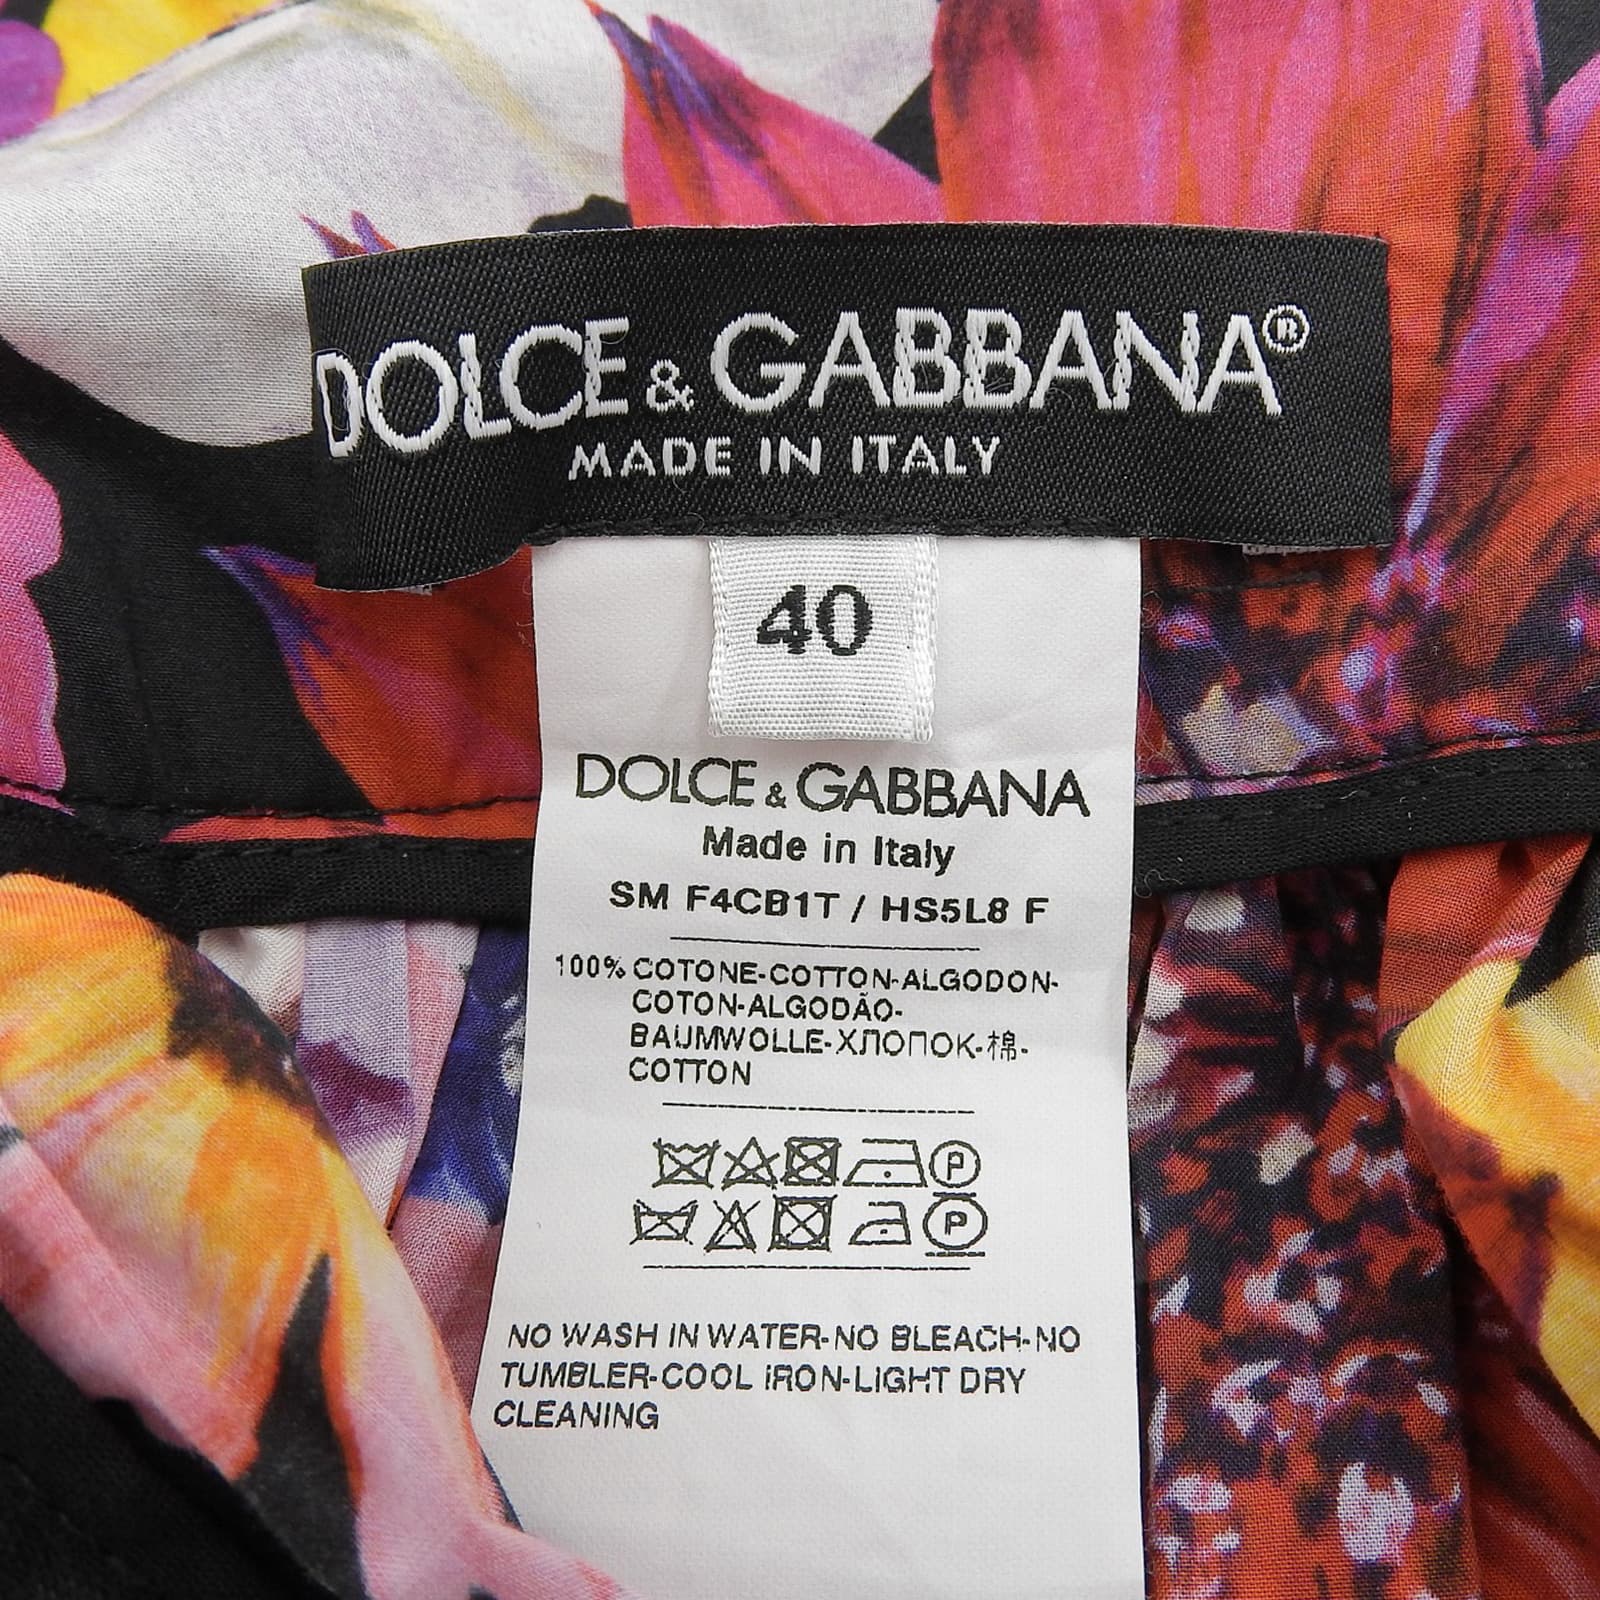 DOLCE & GABBANA®
MADE IN ITALY
40
DOLCE & GABBANA
Made in Italy
SM F4CB1T / HS5L8 F
100% COTONE-COTTON-ALGODON-
COTON-ALGODÃO-
BAUMWOLLE-ХЛОПОК-棉-
COTTON
P
P
NO WASH IN WATER-NO BLEACH-NO
TUMBLER-COOL IRON-LIGHT DRY
CLEANING